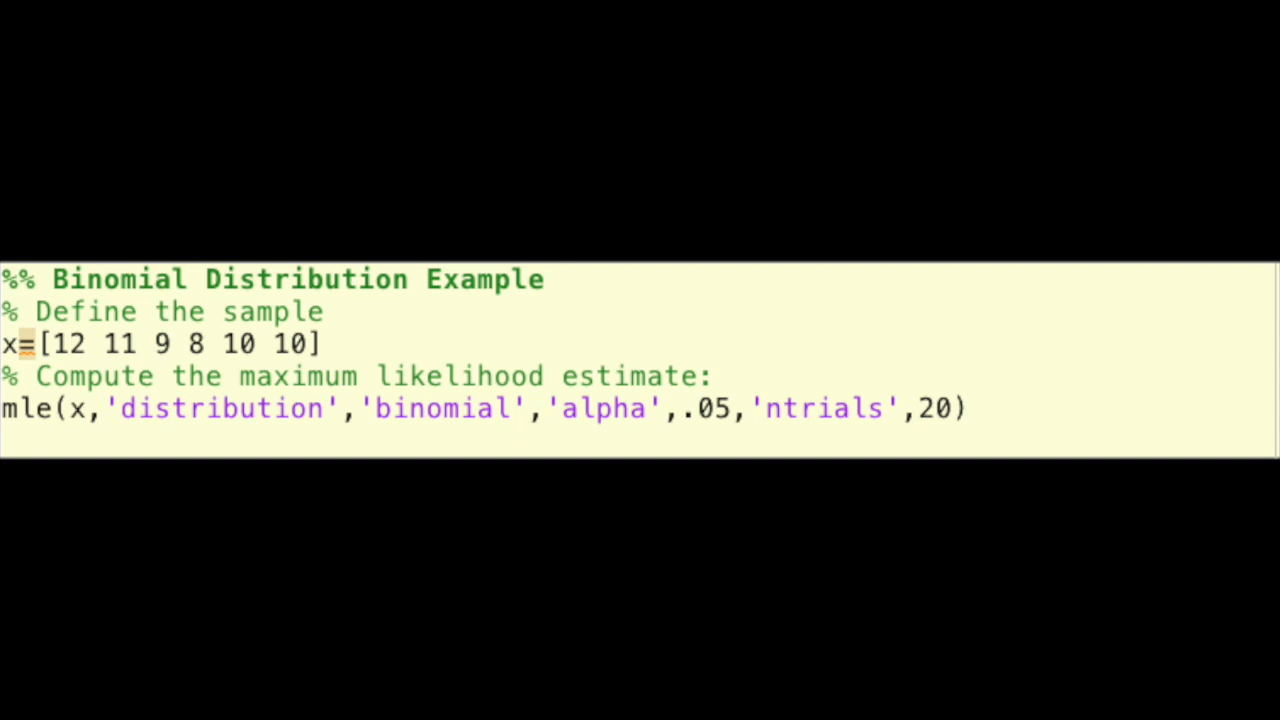 %% Binomial Distribution Example
% Define the sample
x=[12 11 9 8 10 10]
% Compute the maximum likelihood estimate:
mle(x,'distribution','binomial','alpha',.05,'ntrials',20)